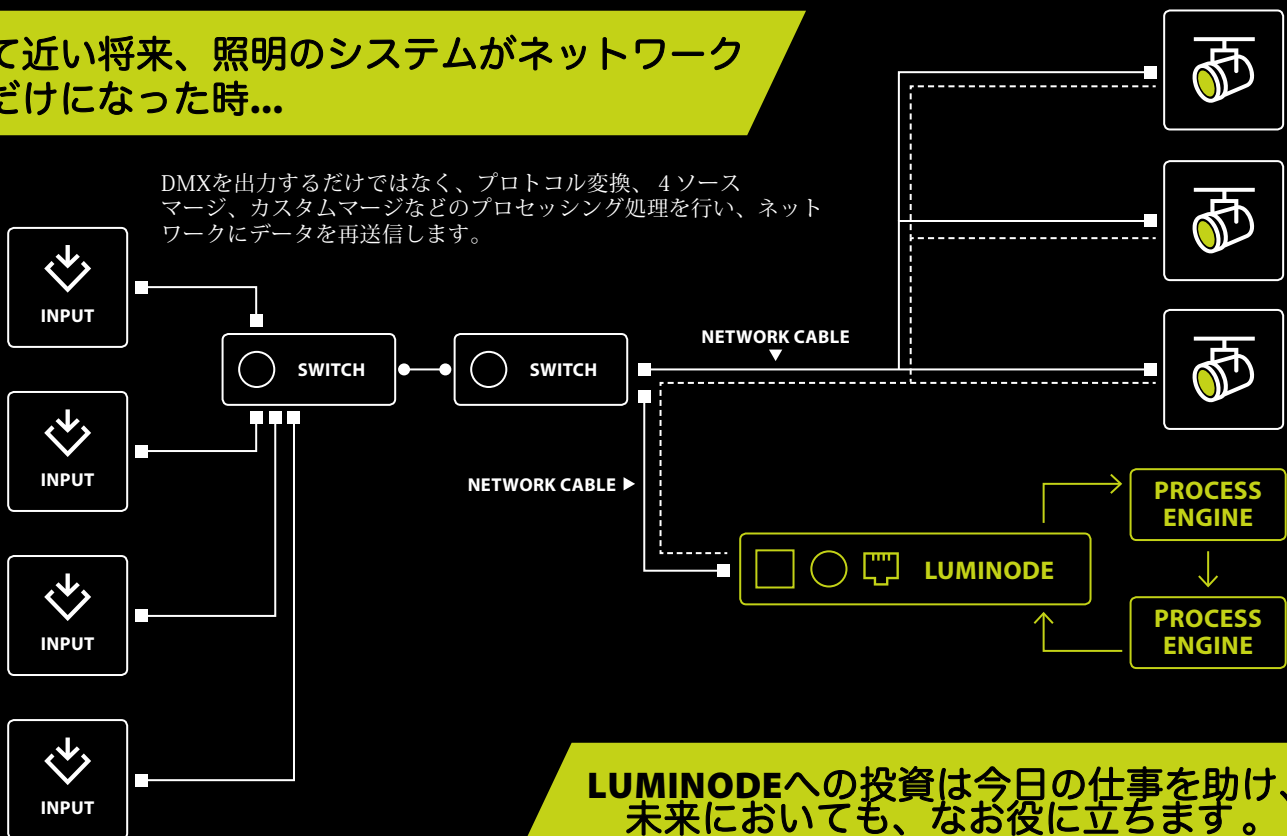 て近い将来、照明のシステムがネットワーク
だけになった時...
DMXを出力するだけではなく、プロトコル変換、４ソース
マージ、カスタムマージなどのプロセッシング処理を行い、ネット
ワークにデータを再送信します。
INPUT
SWITCH
SWITCH
NETWORK CABLE
INPUT
NETWORK CABLE
PROCESS
ENGINE
LUMINODE
INPUT
PROCESS
ENGINE
INPUT
LUMINODEへの投資は今日の仕事を助け、
未来においても、なお役に立ちます 。